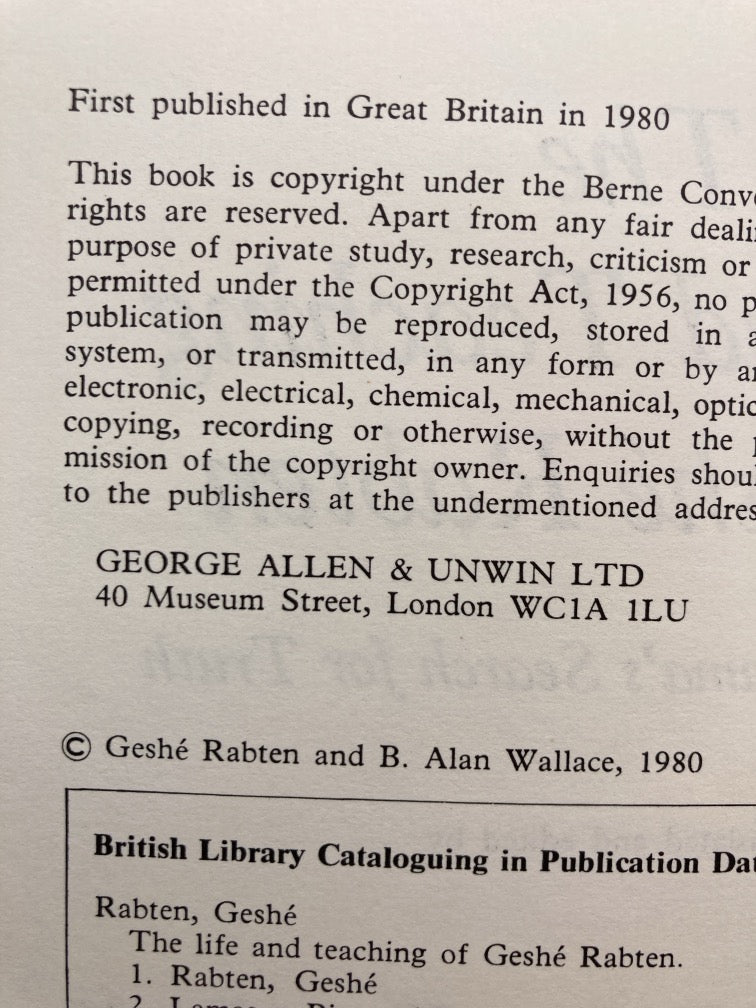 First published in Great Britain in 1980
This book is copyright under the Berne
rights are reserved. Apart from any fair
purpose of private study, research, criticism or
permitted under the Copyright Act, 1956, no
publication may be reproduced, stored in
system, or transmitted, in any form or by
electronic, electrical, chemical, mechanical,
copying, recording or otherwise, without the
mission of the copyright owner. Enquiries
to the publishers at the undermentioned
GEORGE ALLEN & UNWIN LTD
40 Museum Street, London WC1A 1LU
© Geshé Rabten and B. Alan Wallace, 1980
British Library Cataloguing in Publication
Rabten, Geshé
The life and teaching of Geshé Rabten.
1. Rabten, Geshé